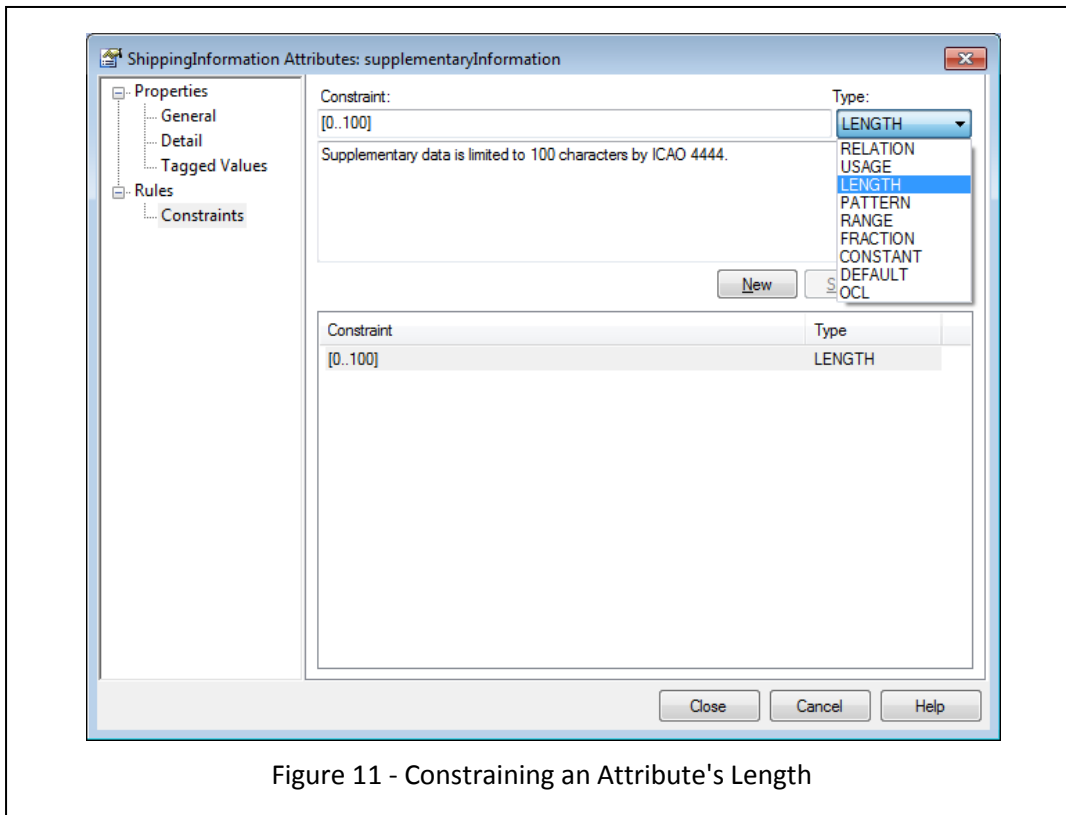 ShippingInformation Attributes: supplementaryInformation
Properties
General
Detail
Tagged Values
Rules
Constraints
Constraint:
Type:
[0..100]
LENGTH
Supplementary data is limited to 100 characters by ICAO 4444.
RELATION
USAGE
LENGTH
PATTERN
RANGE
FRACTION
CONSTANT
DEFAULT
OCL
New
S
Constraint
Type
[0..100]
LENGTH
Close
Cancel
Help
Figure 11 - Constraining an Attribute's Length